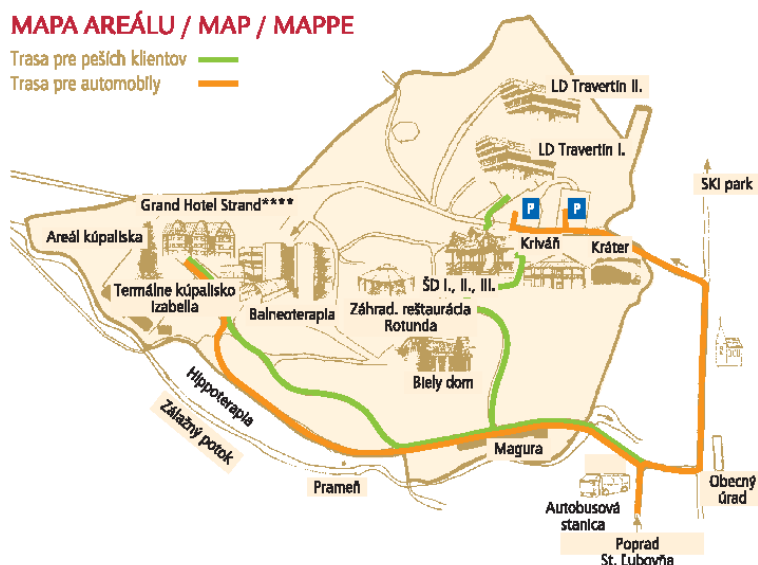 MAPA AREÁLU / MAP / MAPPE
Trasa pre peších klientov
Trasa pre automobily
LD Travertín II.
LD Travertín I.
SKI park
Grand Hotel Strand****
P
P
Areál kúpaliska
Kriváň
Kráter
ŠD I., II., III.
Termálne kúpalisko
Izabella
Balneoterapia
Záhrad. reštaurácia
Rotunda
Biely dom
Hippoterapia
Zálažný potok
Magura
Prameň
Obecný
úrad
Autobusová
stanica
Poprad
St. Ľubovňa